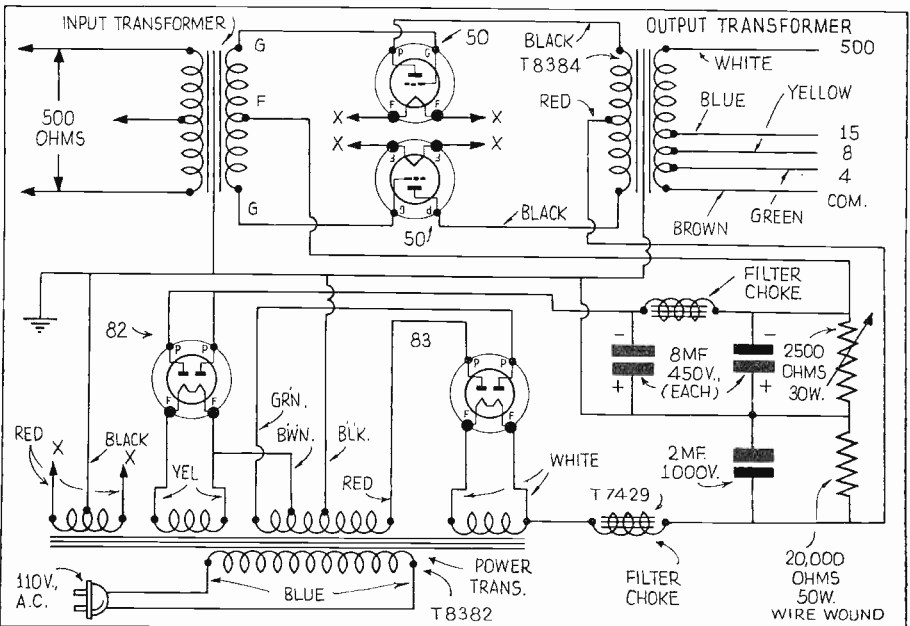 INPUT TRANSFORMER
OUTPUT TRANSFORMER
G
50
BLACK
T8384
500
WHITE
P
G
F
RED
F
F
X
X
BLUE
YELLOW
500
OHMS
15
8
4
COM.
X
X
F
F
G
P
G
BLACK
GREEN
BROWN
50
FILTER
CHOKE
82
P
P
83
P
P
8MF.
450V.,
(EACH)
−
+
−
+
2500
OHMS
30W.
F
F
F
F
GRN.
BWN.
BLK.
RED
X
BLACK
X
YEL
RED
WHITE
2MF.
1000V.
T7429
FILTER
CHOKE
20,000
OHMS
50W.
WIRE WOUND
110V.,
A.C.
BLUE
POWER
TRANS.
T8382